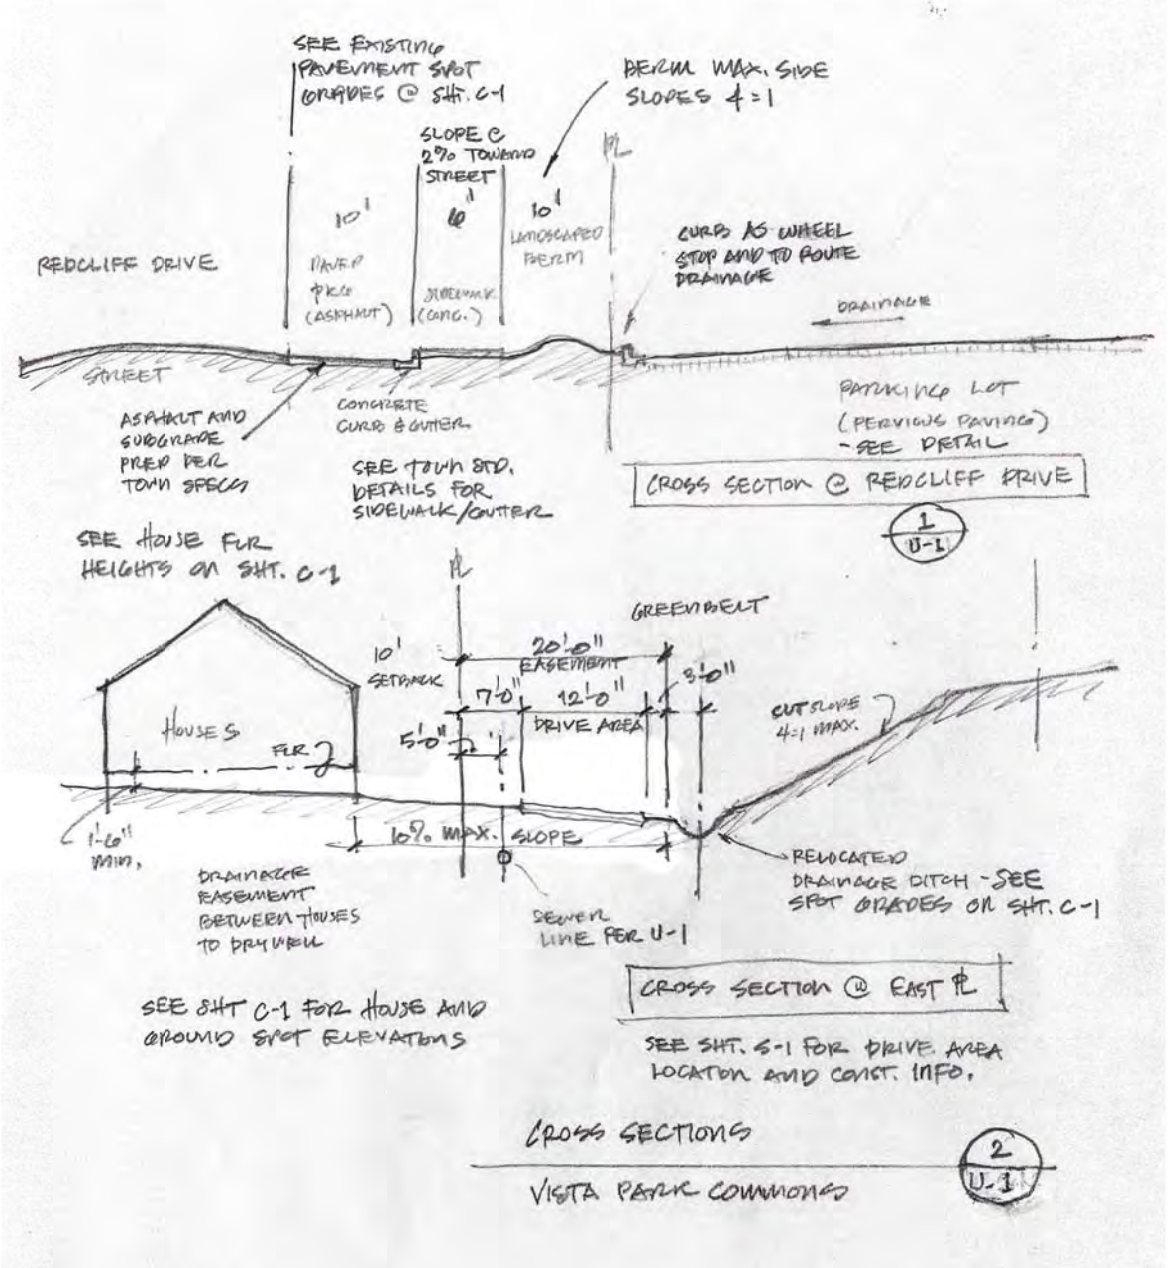 SEE EXISTING
PAVEMENT SPOT
GRADES @ SHT. C-1
BERM MAX. SIDE
SLOPES 4=1
SLOPE @
2% TOWARD
STREET
PL
10'
6'
10'
LANDSCAPED
BERM
CURB AS WHEEL
STOP AND TO ROUTE
DRAINAGE
REDCLIFF DRIVE
PAVED
PKG
(ASPHALT)
SIDEWALK
(CONC.)
DRAINAGE
STREET
ASPHALT AND
SUBGRADE
PREP PER
TOWN SPECS
CONCRETE
CURB & GUTTER
SEE TOWN STD.
DETAILS FOR
SIDEWALK/GUTTER
PARKING LOT
(PERVIOUS PAVING)
-SEE DETAIL
CROSS SECTION @ REDCLIFF DRIVE
1
U-1
SEE HOUSE FLR
HEIGHTS ON SHT. C-1
PL
GREENBELT
10'
SETBACK
20'-0"
EASEMENT
7'-0"
12'-0"
3'-0"
DRIVE AREA
5'-0"
CUT SLOPE
4=1 MAX.
HOUSES
FLR
1'-6"
MIN.
10% MAX. SLOPE
DRAINAGE
EASEMENT
BETWEEN HOUSES
TO DRYWELL
SEWER
LINE PER U-1
RELOCATED
DRAINAGE DITCH - SEE
SPOT GRADES ON SHT. C-1
CROSS SECTION @ EAST PL
SEE SHT C-1 FOR HOUSE AND
GROUND SPOT ELEVATIONS
SEE SHT. S-1 FOR DRIVE AREA
LOCATION AND CONST. INFO.
CROSS SECTIONS
VISTA PARK COMMONS
2
U-1